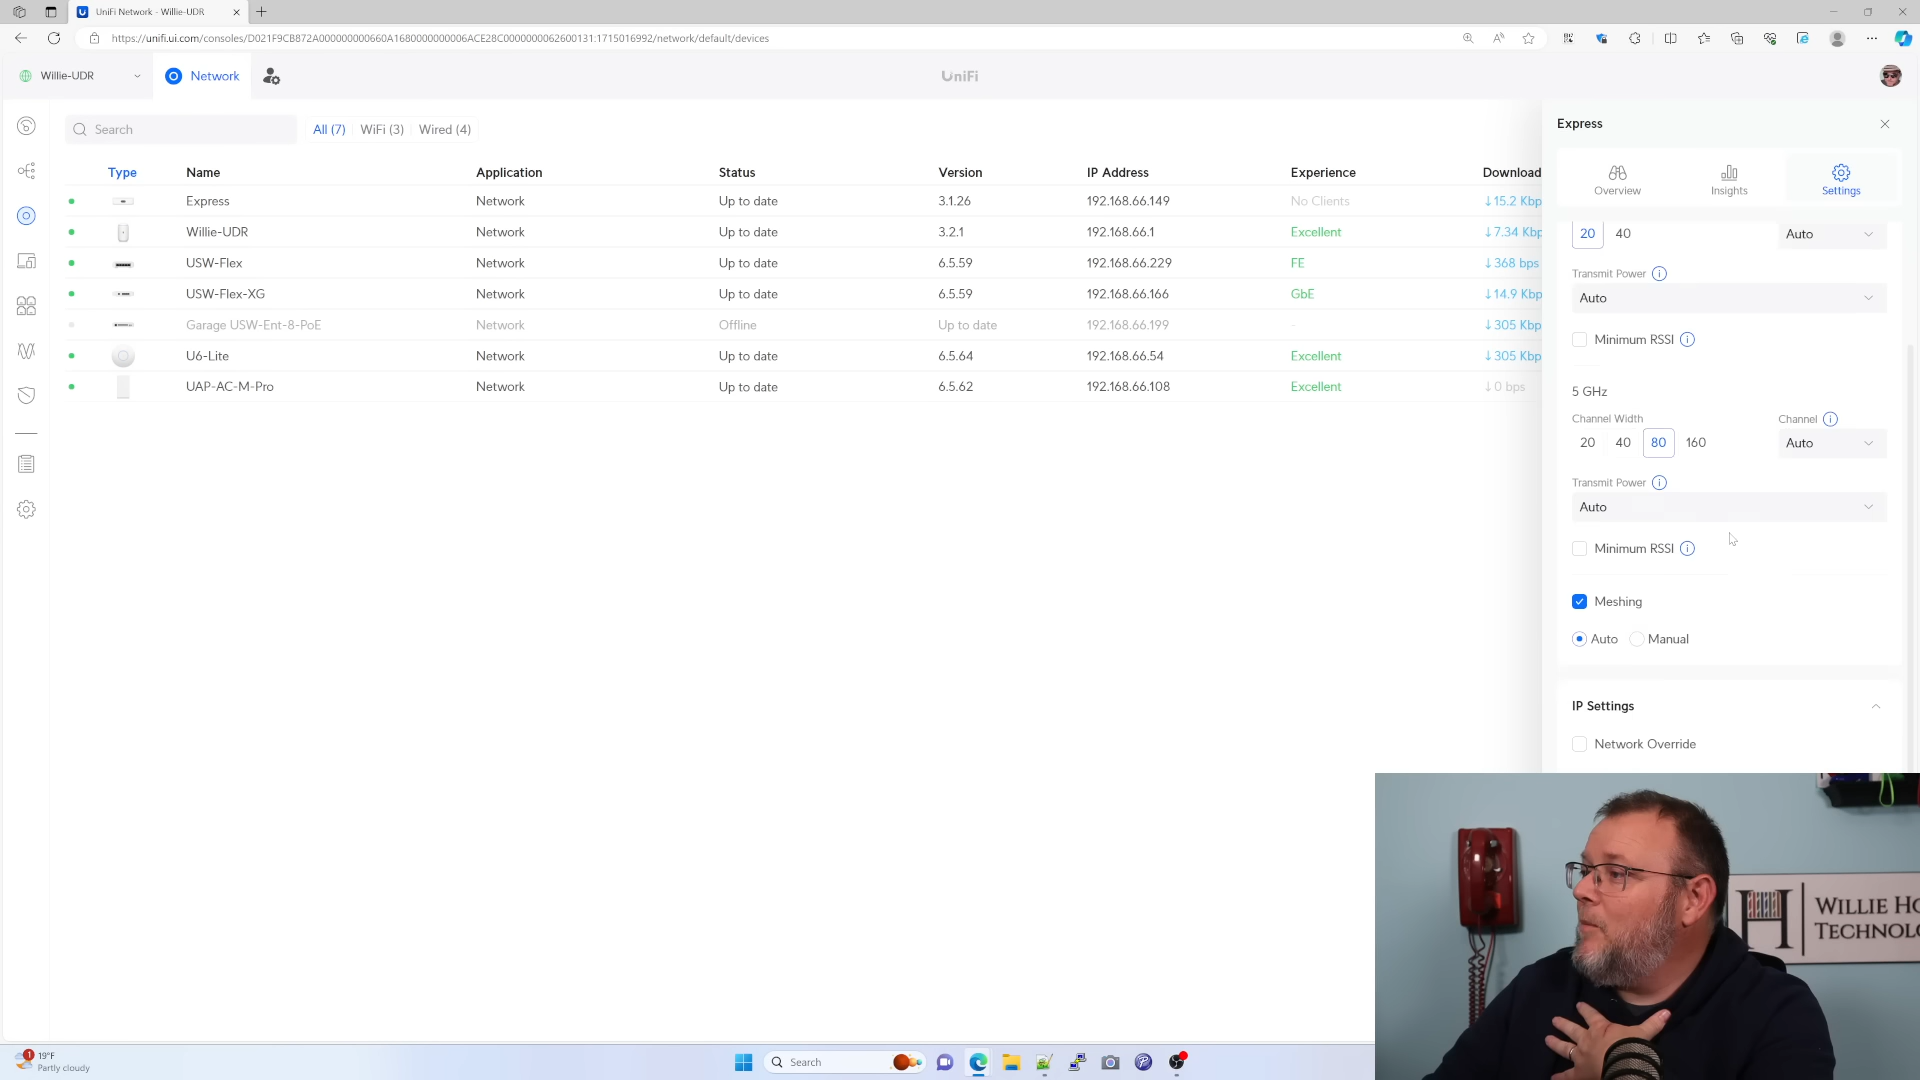 UniFi Network - Willie-UDR
https://unifi.ui.com/consoles/D021F9CB872A000000000660A1680000000006ACE28C0000000062600131:1715016992/network/default/devices
Willie-UDR
Network
UniFi
Search
All (7)
WiFi (3)
Wired (4)
Type Name Application Status Version IP Address Experience Download
Express Network Up to date 3.1.26 192.168.66.149 No Clients ↓15.2 Kbp
Willie-UDR Network Up to date 3.2.1 192.168.66.1 Excellent ↓7.34 Kbp
USW-Flex Network Up to date 6.5.59 192.168.66.229 FE ↓368 bps
USW-Flex-XG Network Up to date 6.5.59 192.168.66.166 GbE ↓14.9 Kbp
Garage USW-Ent-8-PoE Network Offline Up to date 192.168.66.199 - ↓305 Kbp
U6-Lite Network Up to date 6.5.64 192.168.66.54 Excellent ↓305 Kbp
UAP-AC-M-Pro Network Up to date 6.5.62 192.168.66.108 Excellent ↓0 bps
Express
Overview
Insights
Settings
20 40 Auto
Transmit Power
Auto
Minimum RSSI
5 GHz
Channel Width Channel
20 40 80 160 Auto
Transmit Power
Auto
Minimum RSSI
Meshing
Auto Manual
IP Settings
Network Override
WILLIE HO
TECHNOLO
1
19°F
Partly cloudy
Search